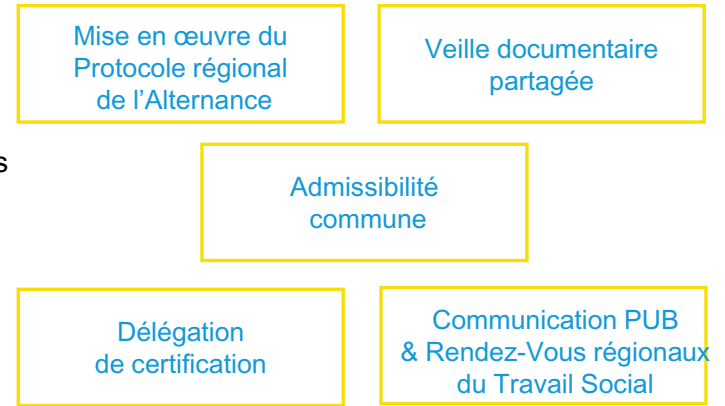 Mise en œuvre du
Protocole régional
de l’Alternance
Veille documentaire
partagée
s
Admissibilité
commune
Délégation
de certification
Communication PUB
& Rendez-Vous régionaux
du Travail Social